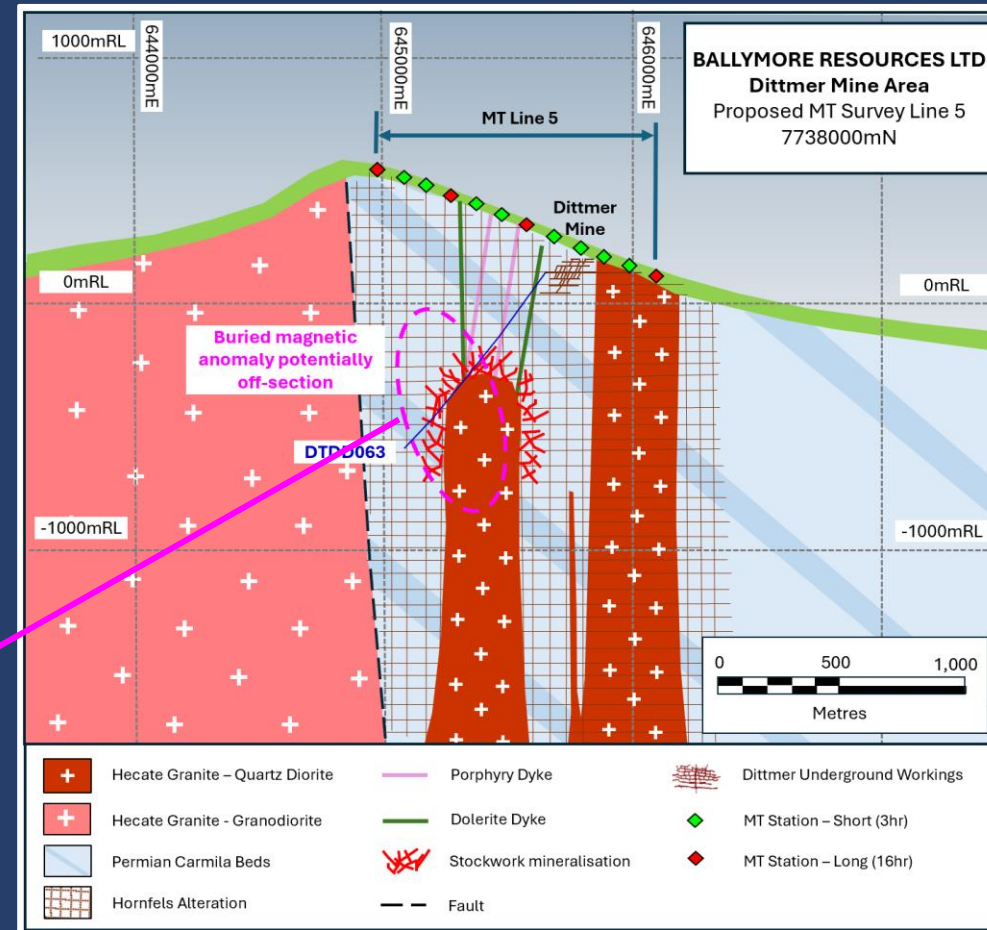 1000mRL
644000mE
645000mE
646000mE
BALLYMORE RESOURCES LTD
Dittmer Mine Area
Proposed MT Survey Line 5
7738000mN
MT Line 5
Dittmer
Mine
0mRL
0mRL
Buried magnetic
anomaly potentially
off-section
DTDD063
-1000mRL
-1000mRL
0
500
1,000
Metres
Hecate Granite – Quartz Diorite
Porphyry Dyke
Dittmer Underground Workings
Hecate Granite - Granodiorite
Dolerite Dyke
MT Station – Short (3hr)
Permian Carmila Beds
Stockwork mineralisation
MT Station – Long (16hr)
Hornfels Alteration
Fault